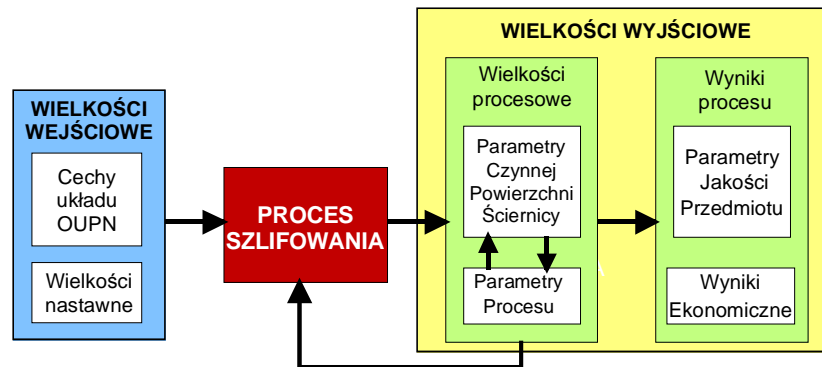 WIELKOŚCI
WEJŚCIOWE
Cechy
układu
OUPN
Wielkości
nastawne
PROCES
SZLIFOWANIA
WIELKOŚCI WYJŚCIOWE
Wielkości
procesowe
Parametry
Czynnej
Powierzchni
Ściernicy
Parametry
Procesu
Wyniki
procesu
Parametry
Jakości
Przedmiotu
Wyniki
Ekonomiczne